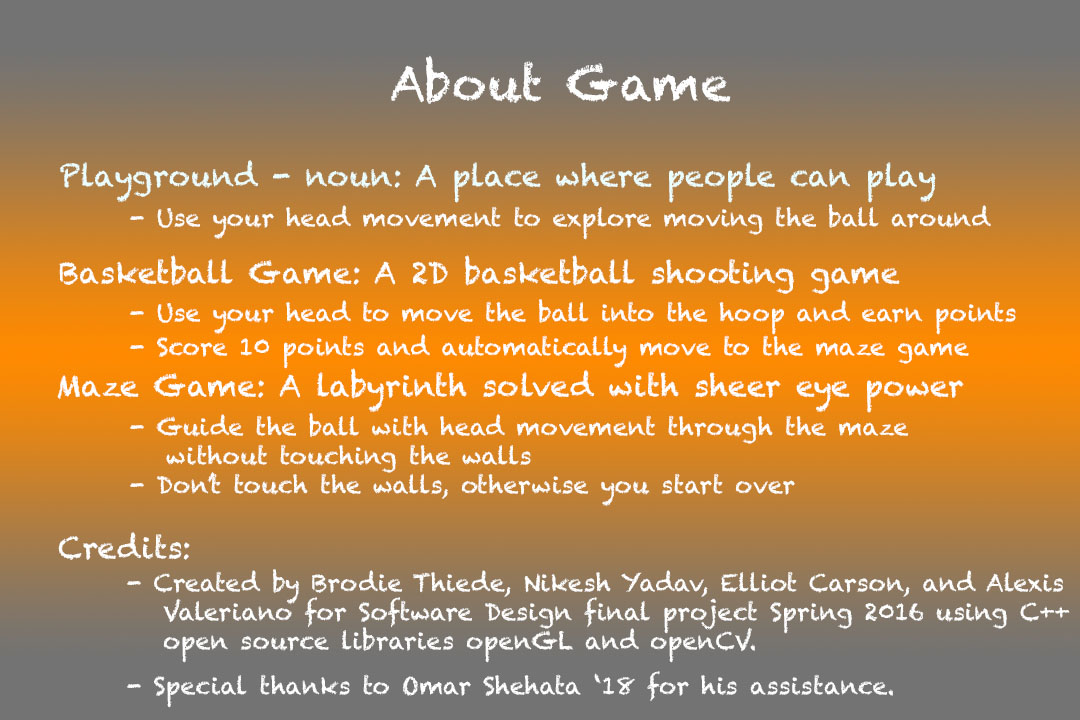 About Game
Playground - noun: A place where people can play
- Use your head movement to explore moving the ball around
Basketball Game: A 2D basketball shooting game
- Use your head to move the ball into the hoop and earn points
- Score 10 points and automatically move to the maze game
Maze Game: A labyrinth solved with sheer eye power
- Guide the ball with head movement through the maze
without touching the walls
- Don't touch the walls, otherwise you start over
Credits:
- Created by Brodie Thiede, Nikesh Yadav, Elliot Carson, and Alexis
Valeriano for Software Design final project Spring 2016 using C++
open source libraries openGL and openCV.
- Special thanks to Omar Shehata ‘18 for his assistance.